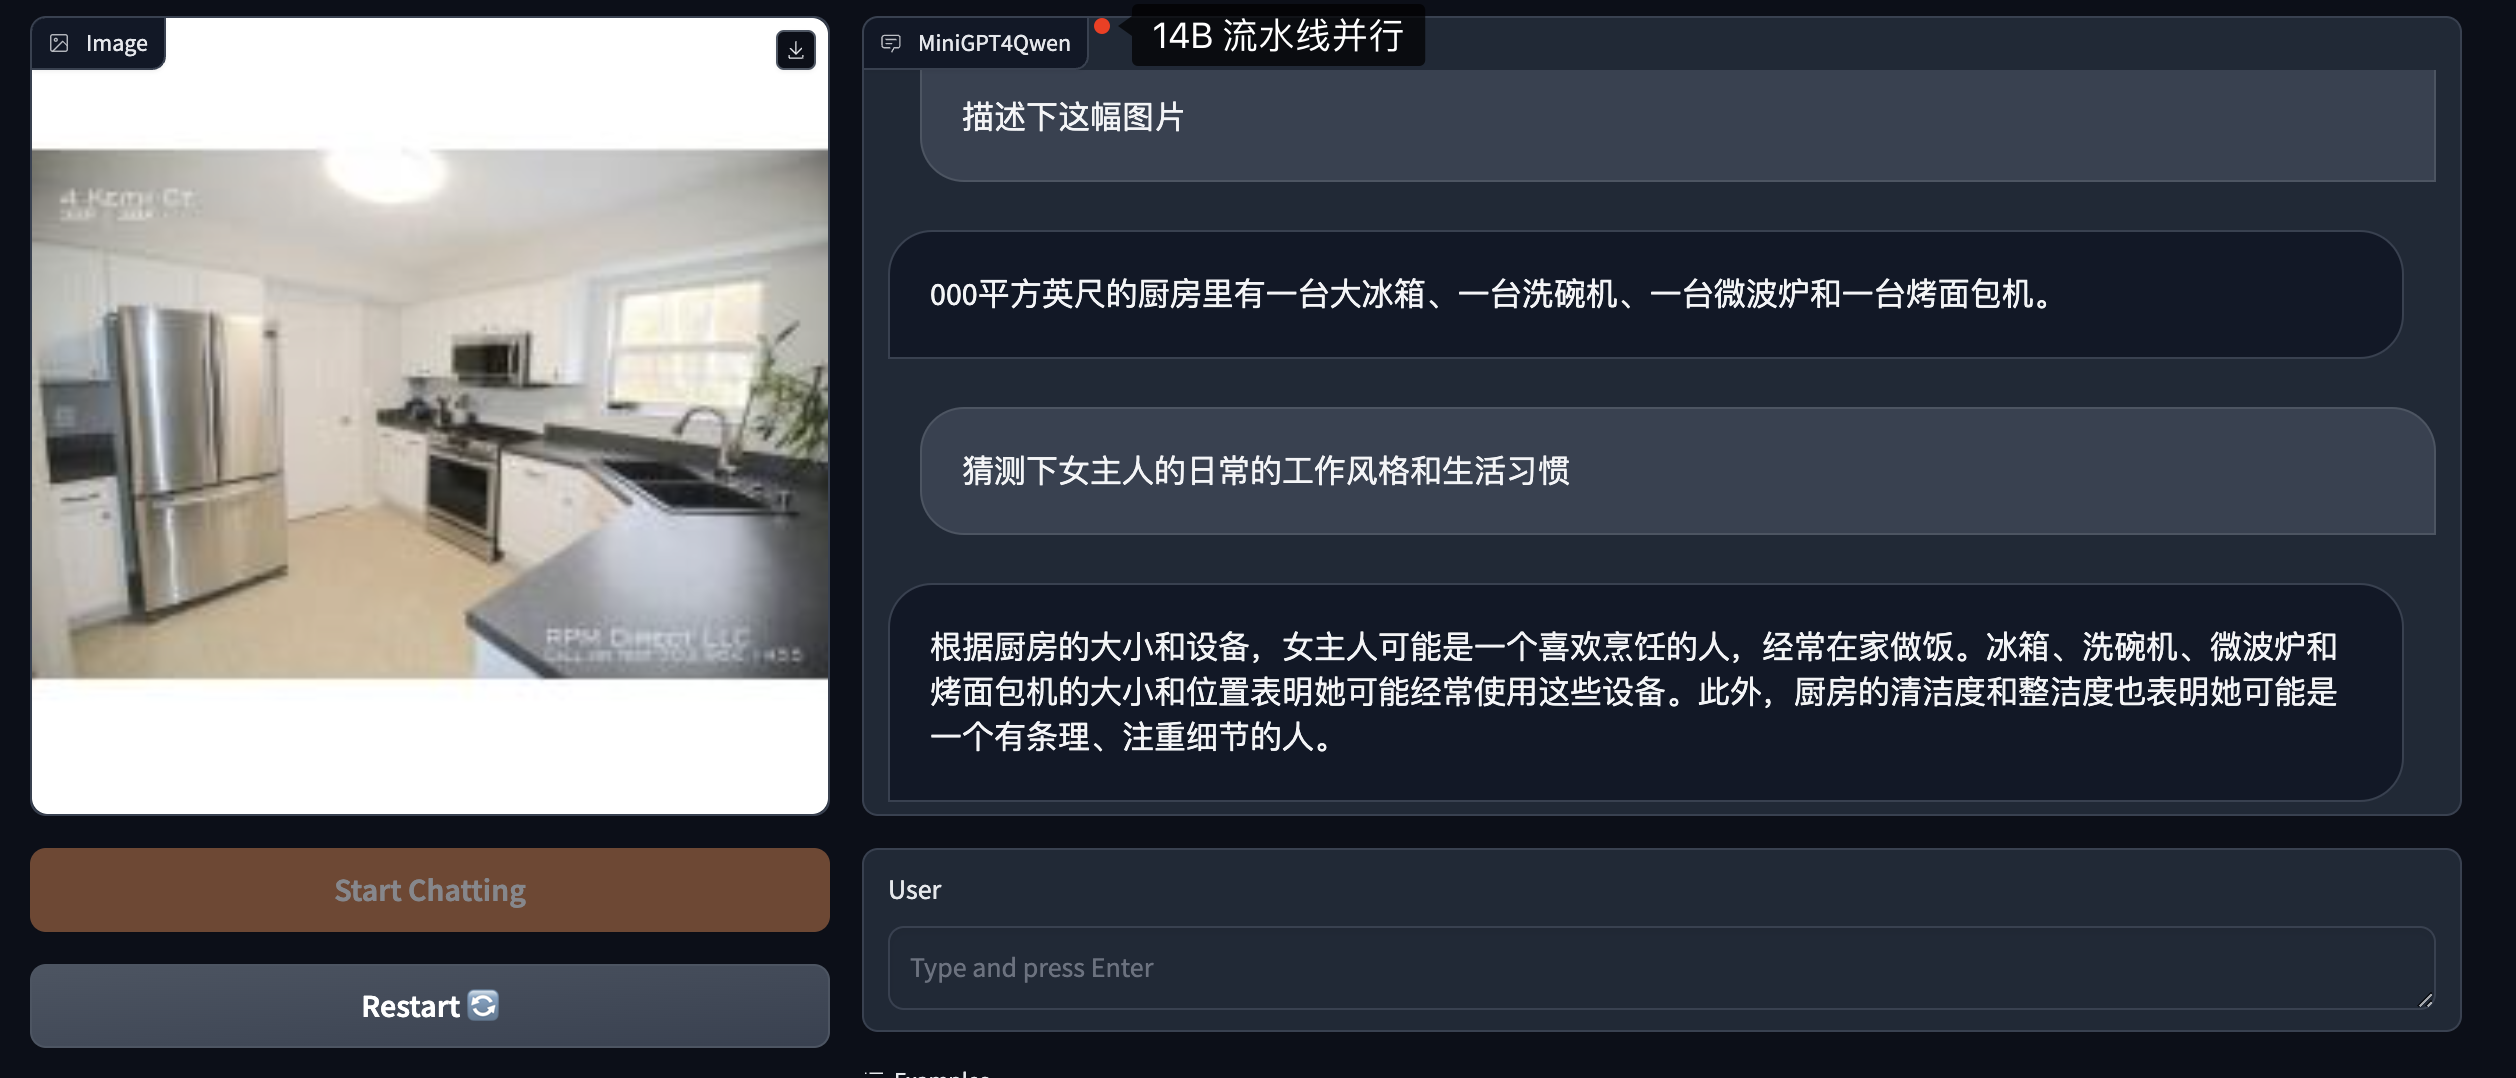 Image
MiniGPT4Qwen
14B 流水线并行
描述下这幅图片
000平方英尺的厨房里有一台大冰箱、一台洗碗机、一台微波炉和一台烤面包机。
猜测下女主人的日常的工作风格和生活习惯
根据厨房的大小和设备，女主人可能是一个喜欢烹饪的人，经常在家做饭。冰箱、洗碗机、微波炉和
烤面包机的大小和位置表明她可能经常使用这些设备。此外，厨房的清洁度和整洁度也表明她可能是
一个有条理、注重细节的人。
RPM Direct LLC
Start Chatting
Restart
User
Type and press Enter
Examples